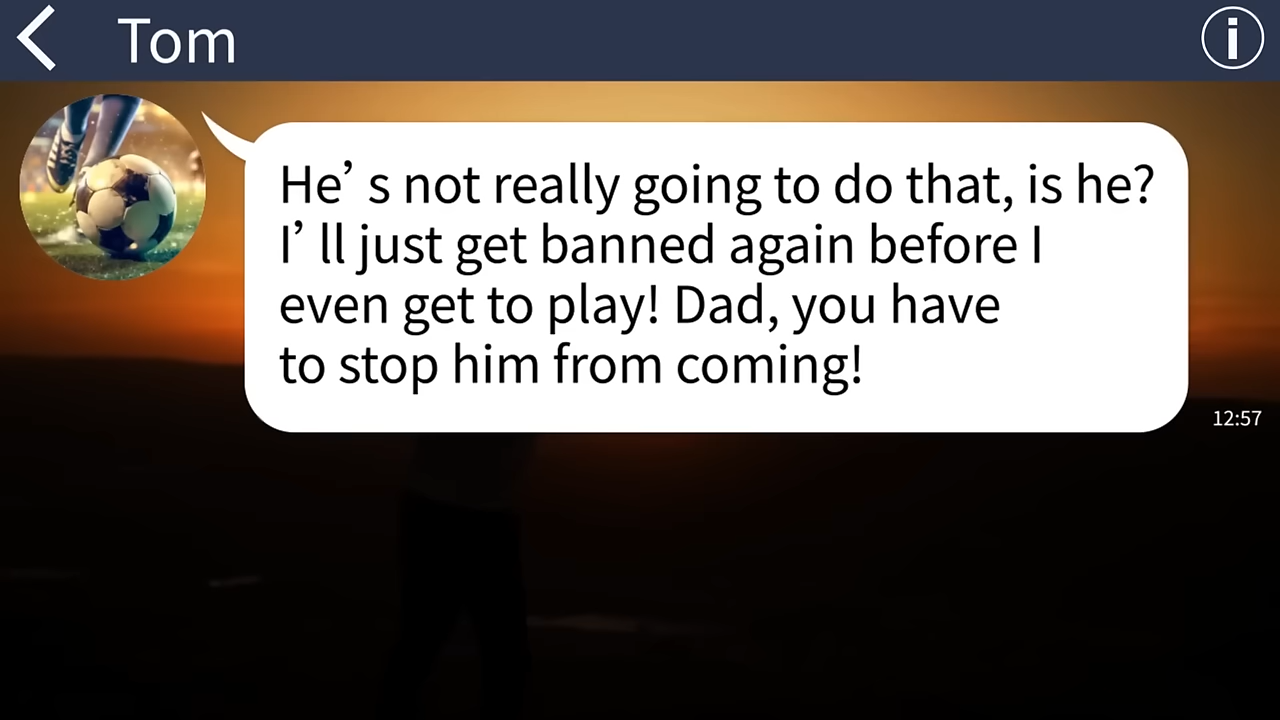 Tom
He’s not really going to do that, is he?
I’ll just get banned again before I
even get to play! Dad, you have
to stop him from coming!
12:57